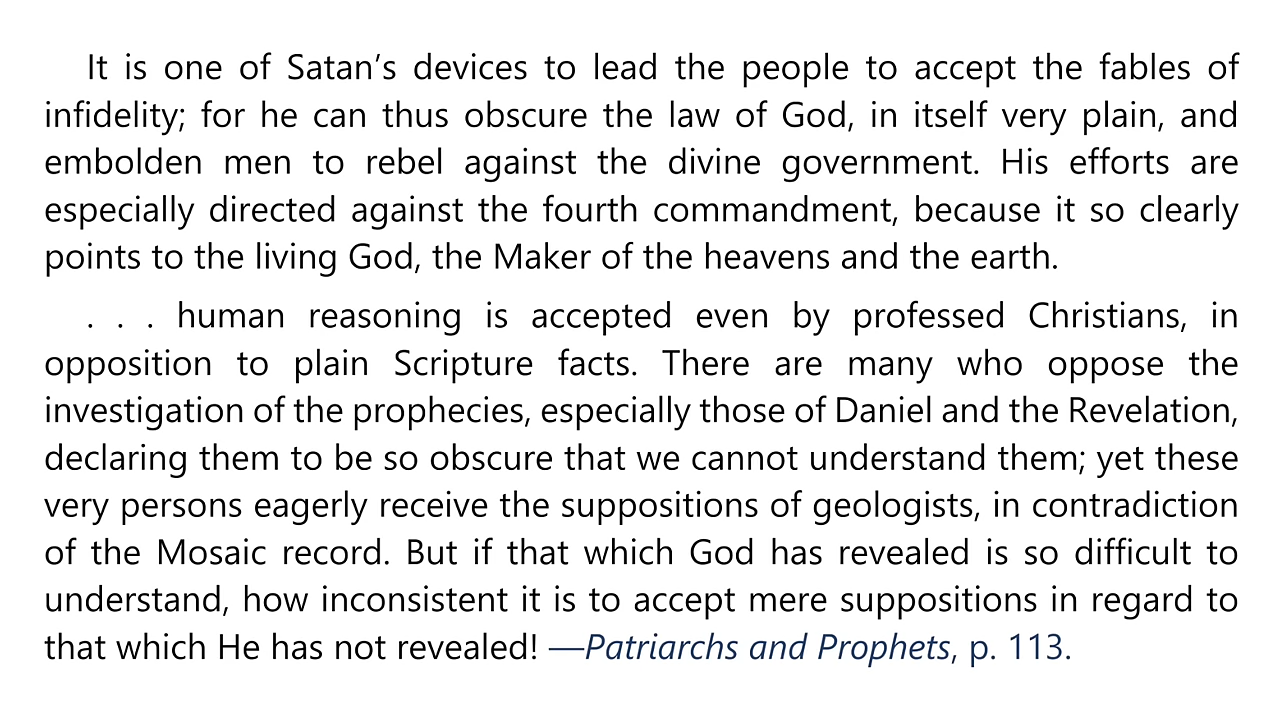 It is one of Satan’s devices to lead the people to accept the fables of
infidelity; for he can thus obscure the law of God, in itself very plain, and
embolden men to rebel against the divine government. His efforts are
especially directed against the fourth commandment, because it so clearly
points to the living God, the Maker of the heavens and the earth.
. . . human reasoning is accepted even by professed Christians, in
opposition to plain Scripture facts. There are many who oppose the
investigation of the prophecies, especially those of Daniel and the Revelation,
declaring them to be so obscure that we cannot understand them; yet these
very persons eagerly receive the suppositions of geologists, in contradiction
of the Mosaic record. But if that which God has revealed is so difficult to
understand, how inconsistent it is to accept mere suppositions in regard to
that which He has not revealed! —Patriarchs and Prophets, p. 113.